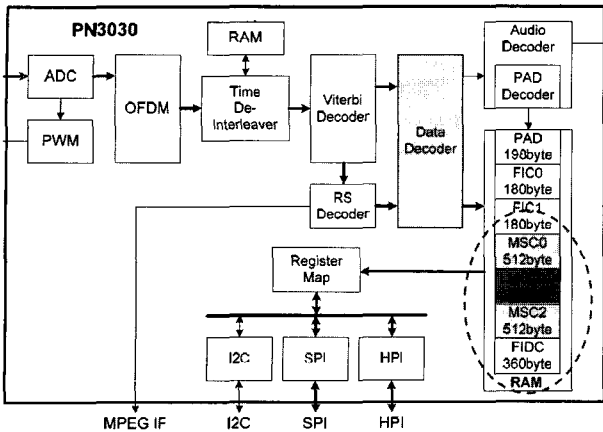 PN3030
RAM
Audio
Decoder
ADC
OFDM
Time
De-
Interleaver
Viterbi
Decoder
Data
Decoder
PAD
Decoder
PWM
RS
Decoder
PAD
190byte
FIC0
180byte
FIC1
180byte
MSC0
512byte
Register
Map
MSC2
512byte
I2C
SPI
HPI
FIDC
360byte
RAM
MPEG IF
I2C
SPI
HPI